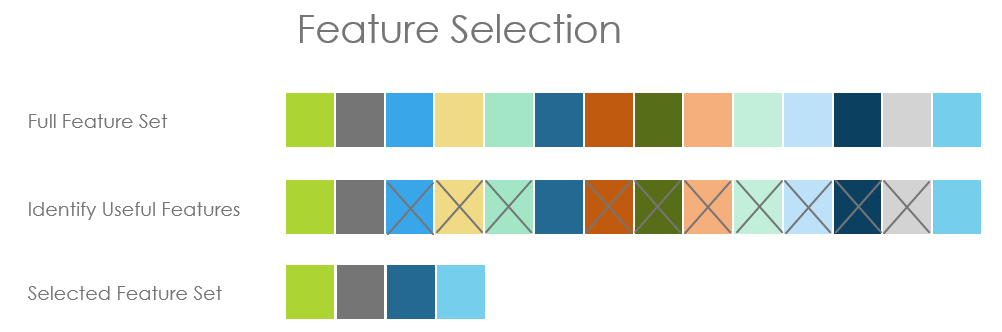 Feature Selection
Full Feature Set
Identify Useful Features
Selected Feature Set